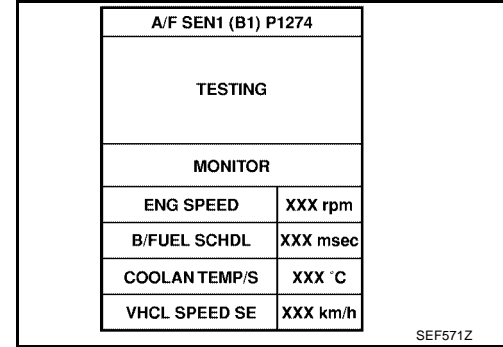 A/F SEN1 (B1) P1274
TESTING
MONITOR
ENG SPEED XXX rpm
B/FUEL SCHDL XXX msec
COOLAN TEMP/S XXX °C
VHCL SPEED SE XXX km/h
SEF571Z